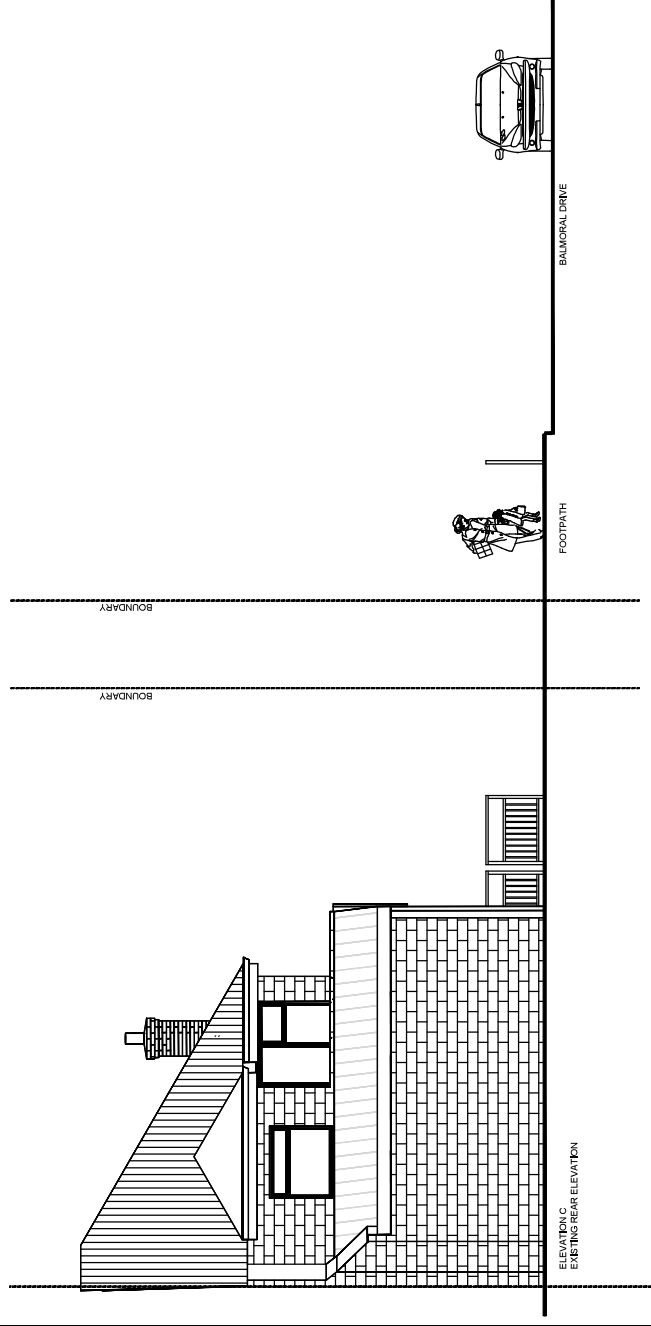 ELEVATION C
EXISTING REAR ELEVATION
BOUNDARY
BOUNDARY
FOOTPATH
BALMORAL DRIVE